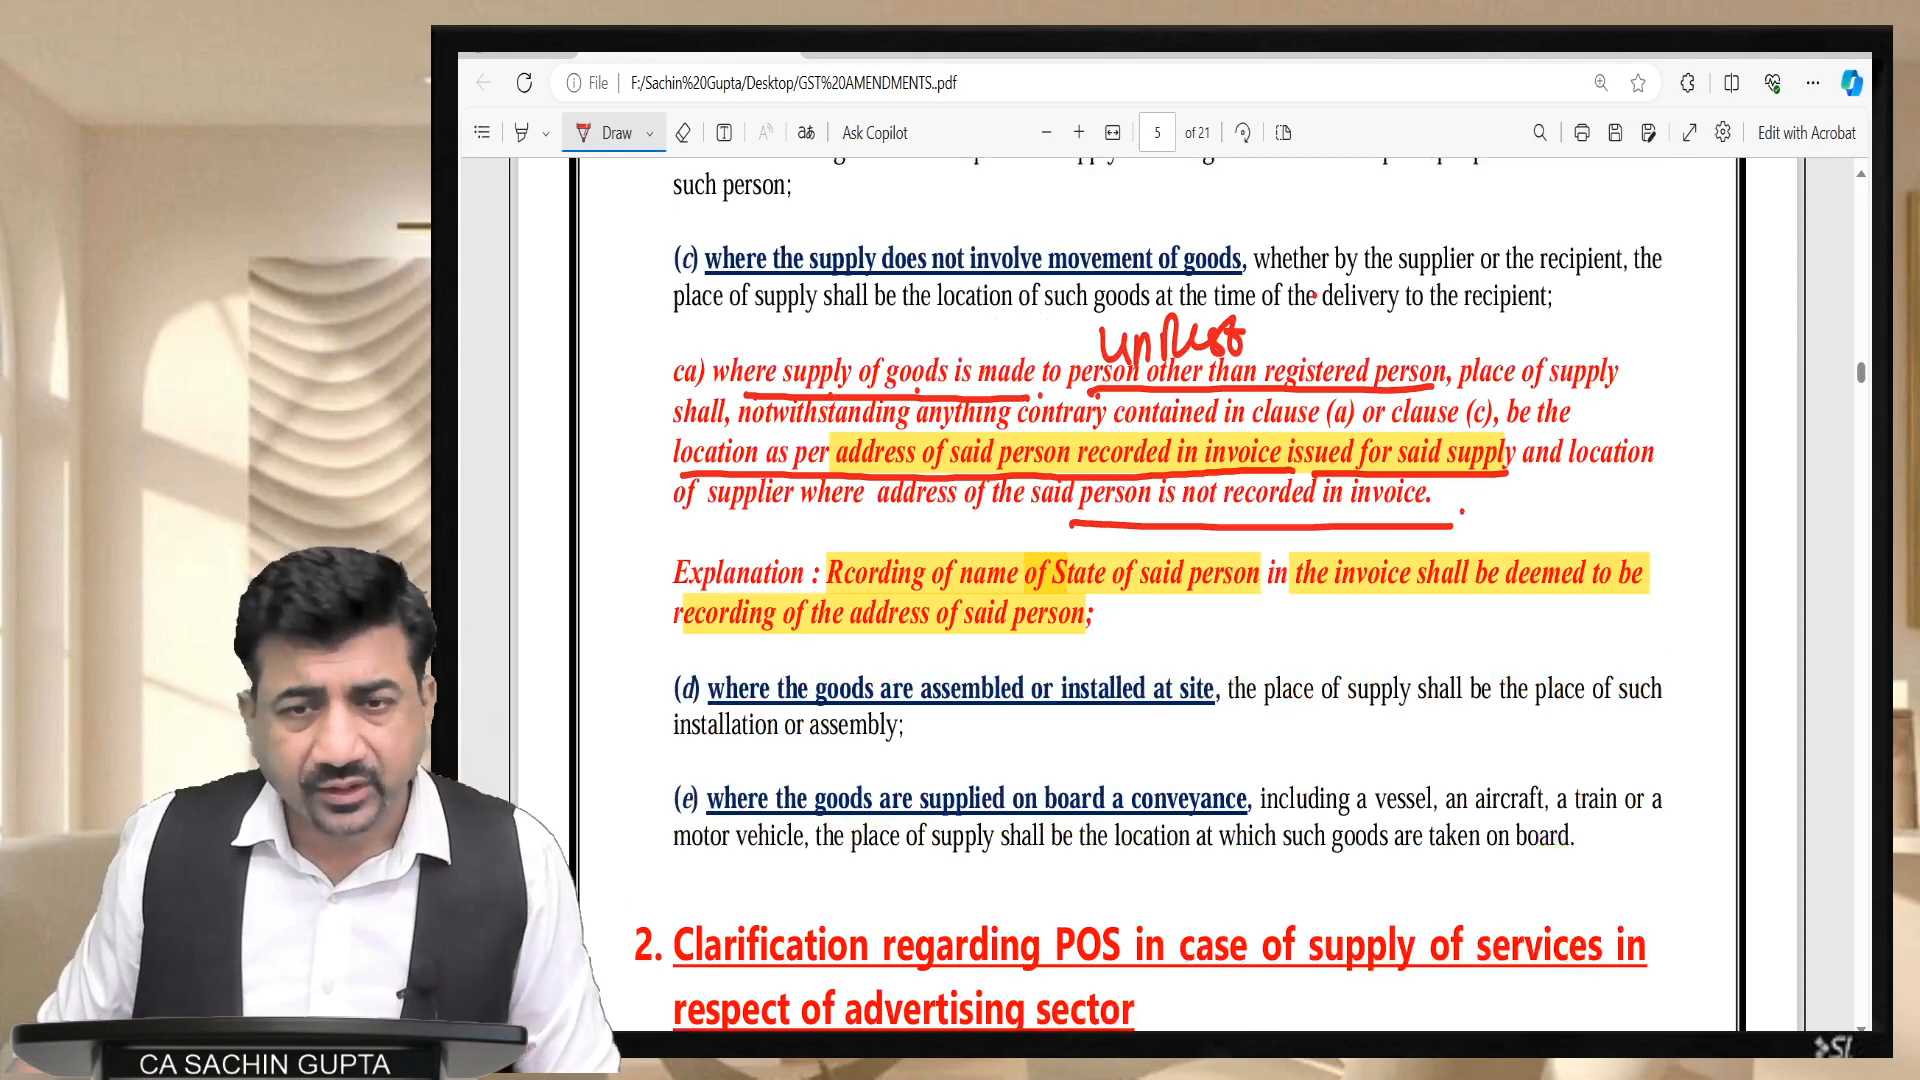 File F:/Sachin%20Gupta/Desktop/GST%20AMENDMENTS..pdf
Draw Ask Copilot 5 of 21 Edit with Acrobat
such person;
(c) where the supply does not involve movement of goods, whether by the supplier or the recipient, the
place of supply shall be the location of such goods at the time of the delivery to the recipient;
ca) where supply of goods is made to person other than registered person, place of supply
shall, notwithstanding anything contrary contained in clause (a) or clause (c), be the
location as per address of said person recorded in invoice issued for said supply and location
of supplier where address of the said person is not recorded in invoice.
Explanation : Rcording of name of State of said person in the invoice shall be deemed to be
recording of the address of said person;
(d) where the goods are assembled or installed at site, the place of supply shall be the place of such
installation or assembly;
(e) where the goods are supplied on board a conveyance, including a vessel, an aircraft, a train or a
motor vehicle, the place of supply shall be the location at which such goods are taken on board.
2. Clarification regarding POS in case of supply of services in
respect of advertising sector
CA SACHIN GUPTA